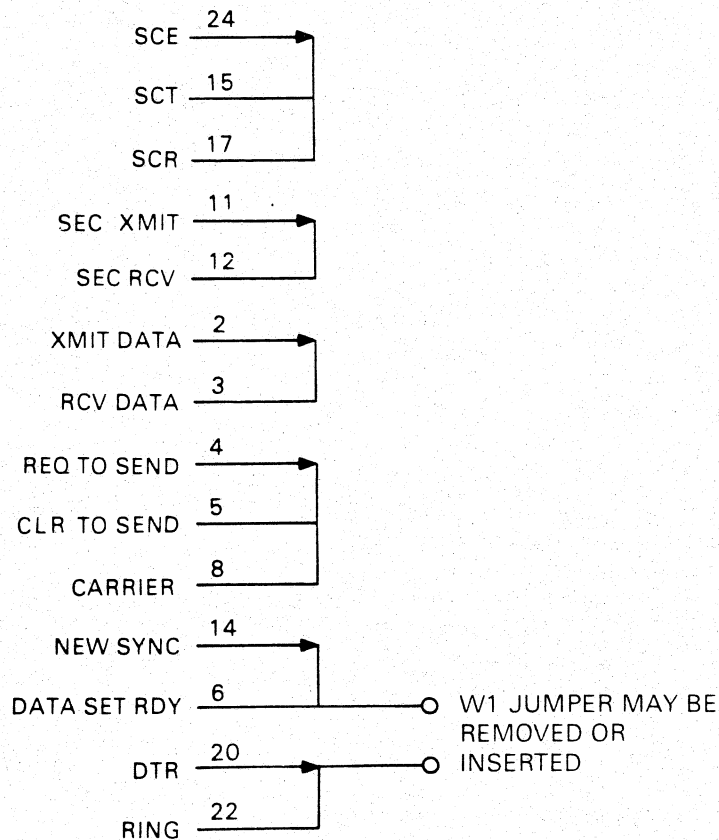 SCE 24
SCT 15
SCR 17
SEC XMIT 11
SEC RCV 12
XMIT DATA 2
RCV DATA 3
REQ TO SEND 4
CLR TO SEND 5
CARRIER 8
NEW SYNC 14
DATA SET RDY 6
W1 JUMPER MAY BE
REMOVED OR
INSERTED
DTR 20
RING 22